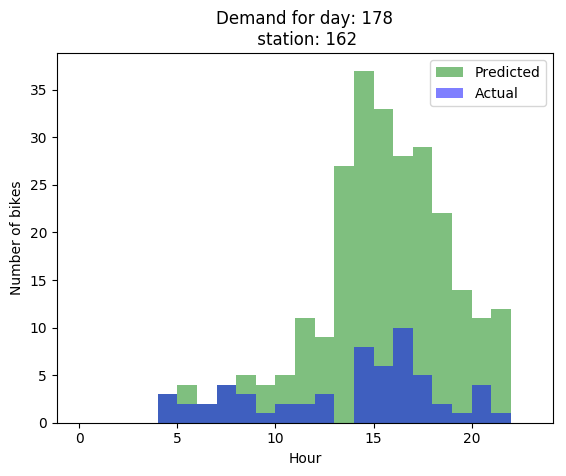 Demand for day: 178
station: 162
Predicted
Actual
Number of bikes
35
30
25
20
15
10
5
0
0 5 10 15 20
Hour